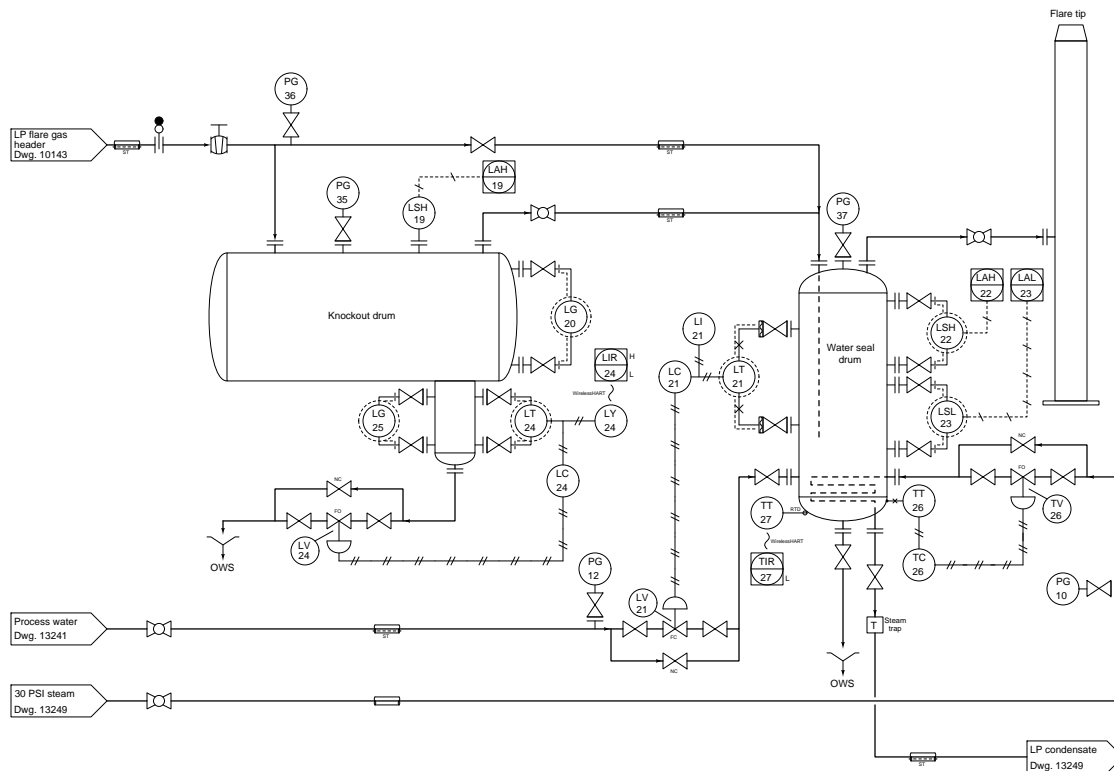 Flare tip
PG
36
LP flare gas
header
Dwg. 10143
ST
ST
LAH
19
PG
35
LSH
19
PG
37
ST
Knockout drum
LG
20
LAH
22
LAL
23
LI
21
LSH
22
Water seal
drum
LIR
24
H
L
LC
21
LT
21
WirelessHART
LG
25
LT
24
LY
24
LSL
23
NC
LC
24
NC
FO
FO
TT
27
RTD
TT
26
TV
26
LV
24
WirelessHART
OWS
PG
12
TIR
27
L
TC
26
PG
10
LV
21
Process water
Dwg. 13241
ST
FC
T
Steam
trap
NC
OWS
30 PSI steam
Dwg. 13249
LP condensate
Dwg. 13249
ST